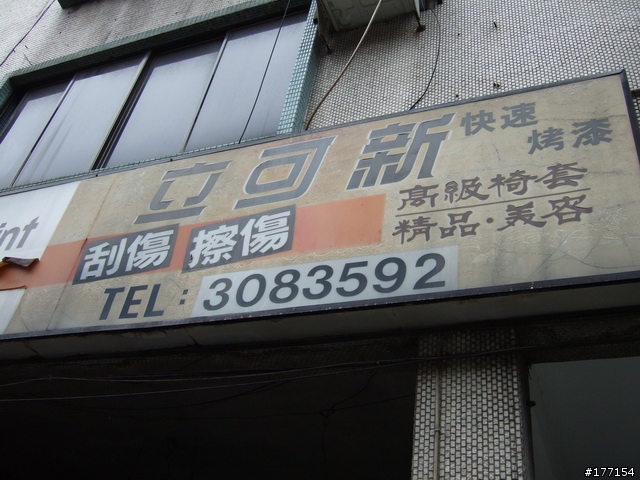 立可新
快速
烤漆
高級椅套
精品·美容
int
刮傷 擦傷
TEL:3083592
#177154